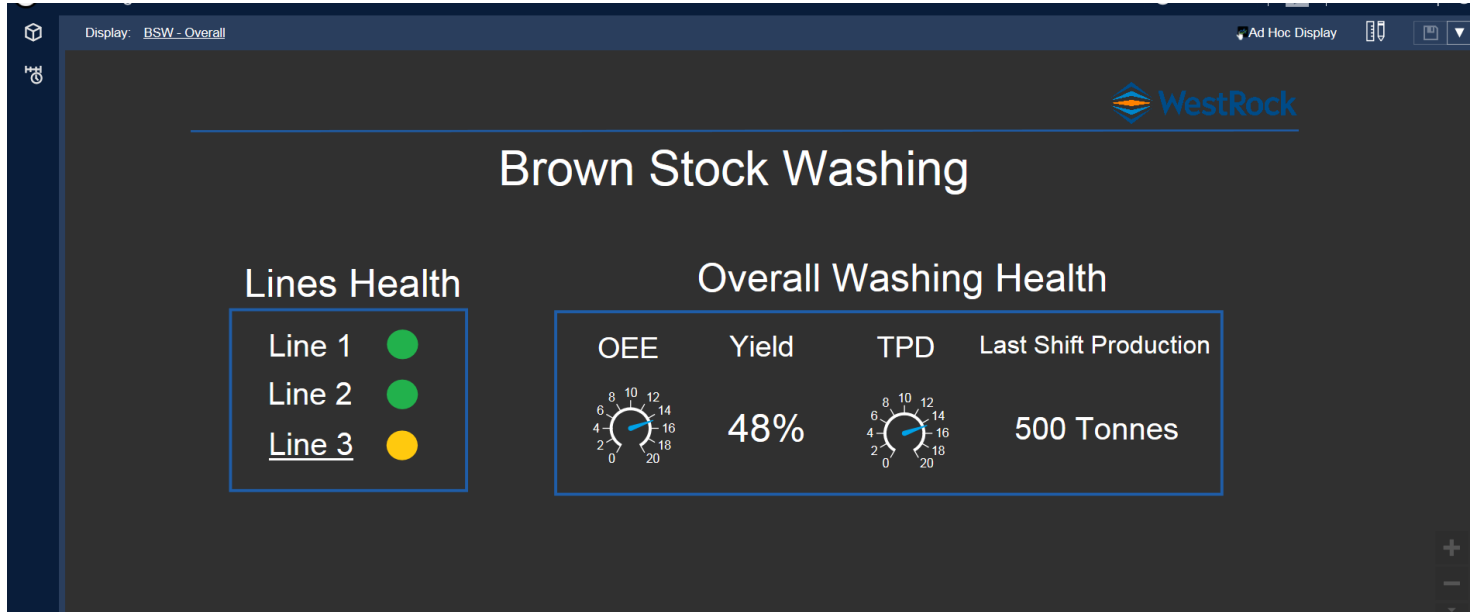 Display: BSW - Overall
Ad Hoc Display
WestRock
Brown Stock Washing
Lines Health
Line 1
Line 2
Line 3
Overall Washing Health
OEE Yield TPD Last Shift Production
0 2 4 6 8 10 12 14 16 18 20
48%
0 2 4 6 8 10 12 14 16 18 20
500 Tonnes